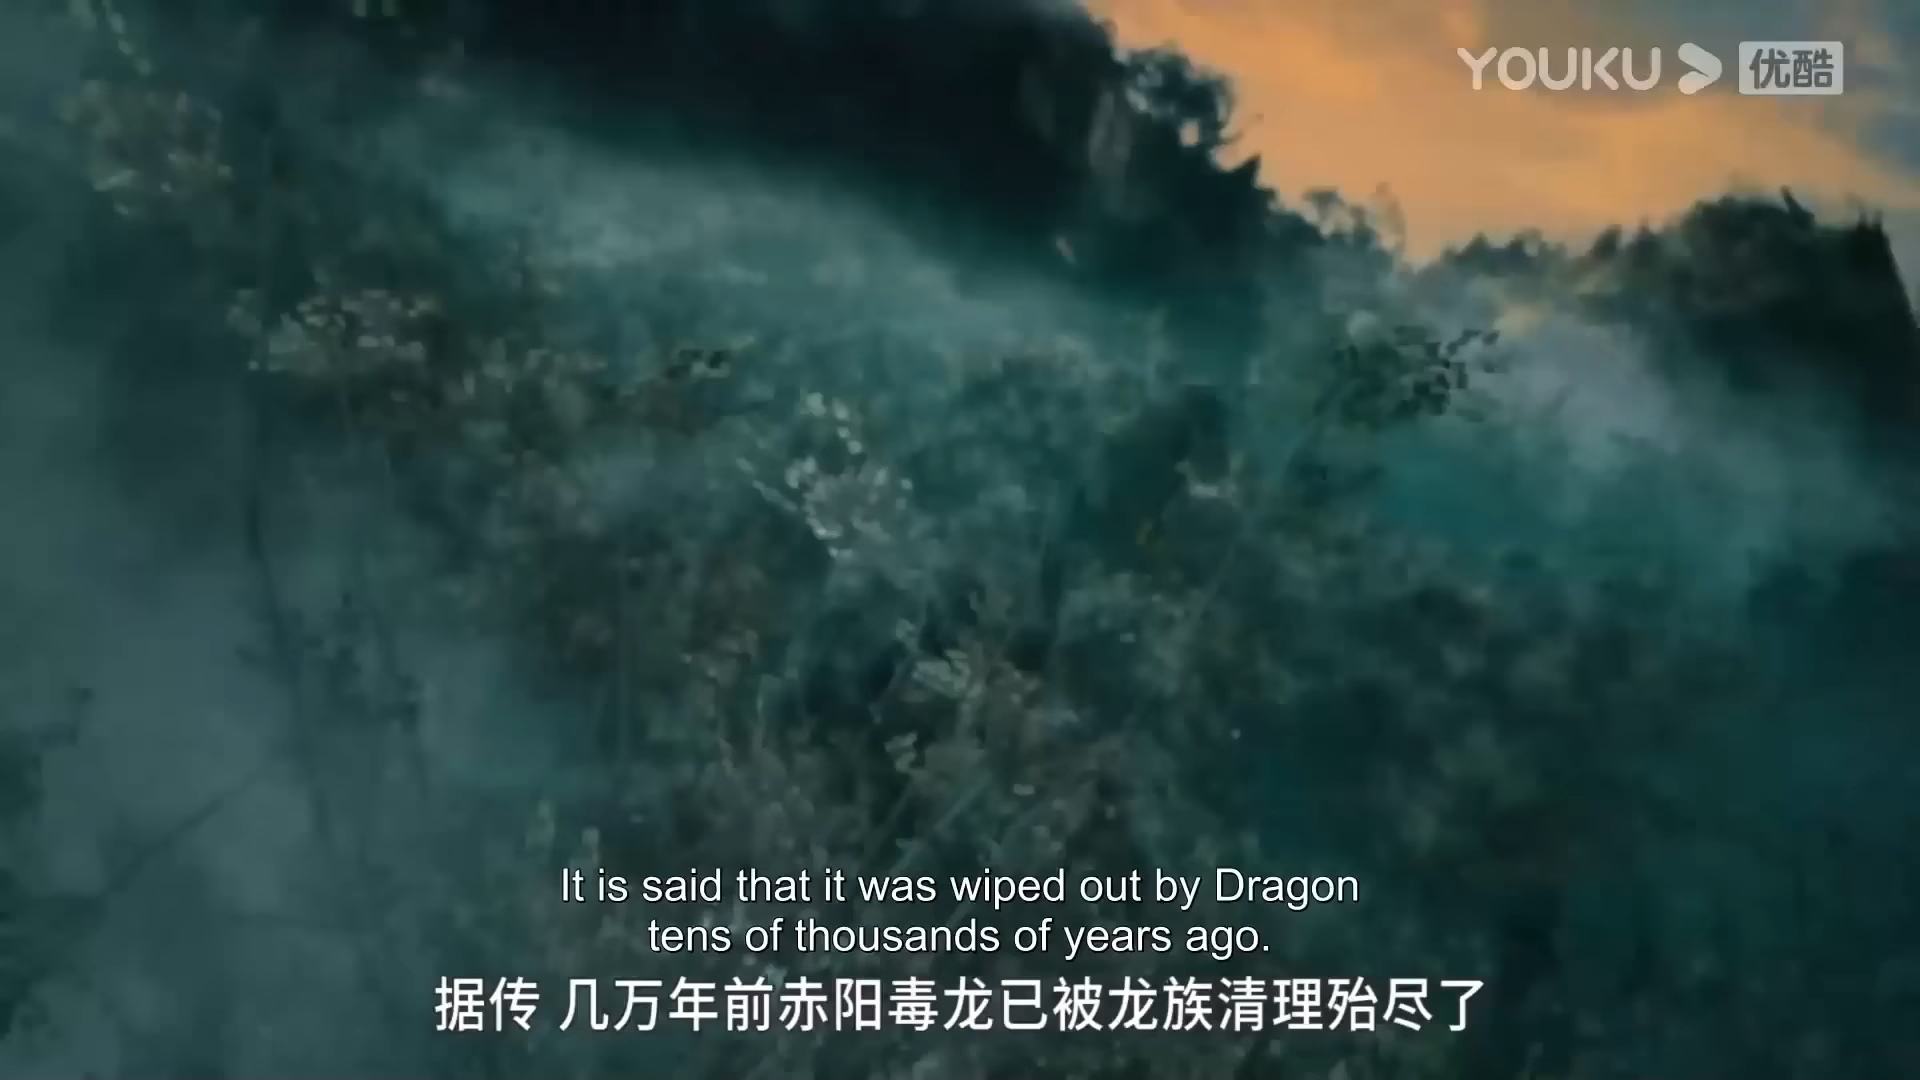 YOUKU 优酷
It is said that it was wiped out by Dragon
tens of thousands of years ago.
据传 几万年前赤阳毒龙已被龙族清理殆尽了